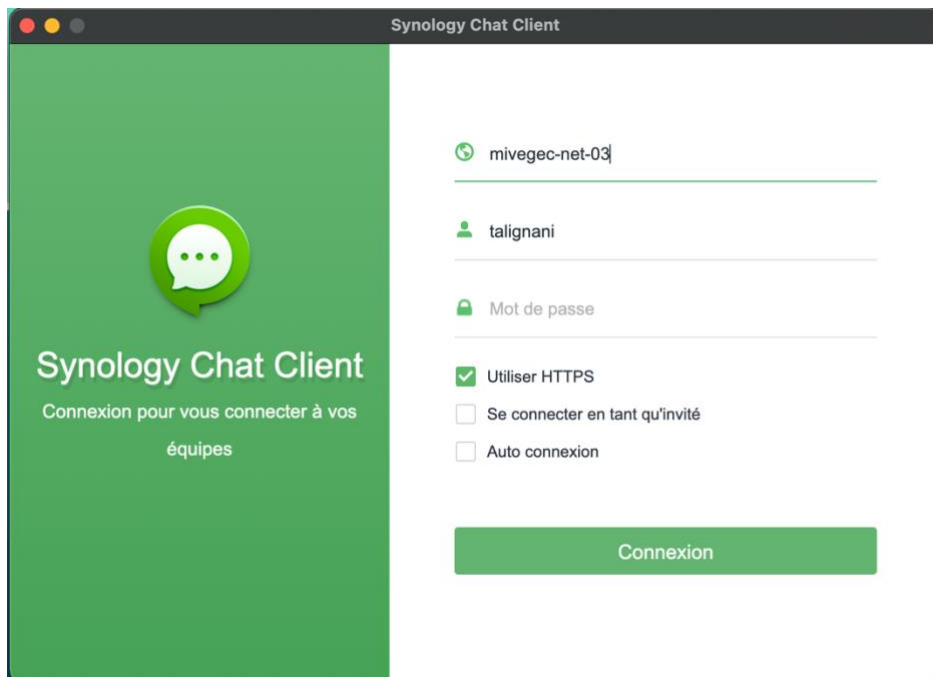 Synology Chat Client
mivegec-net-03
talignani
Mot de passe
Synology Chat Client
Connexion pour vous connecter à vos
équipes
Utiliser HTTPS
Se connecter en tant qu'invité
Auto connexion
Connexion